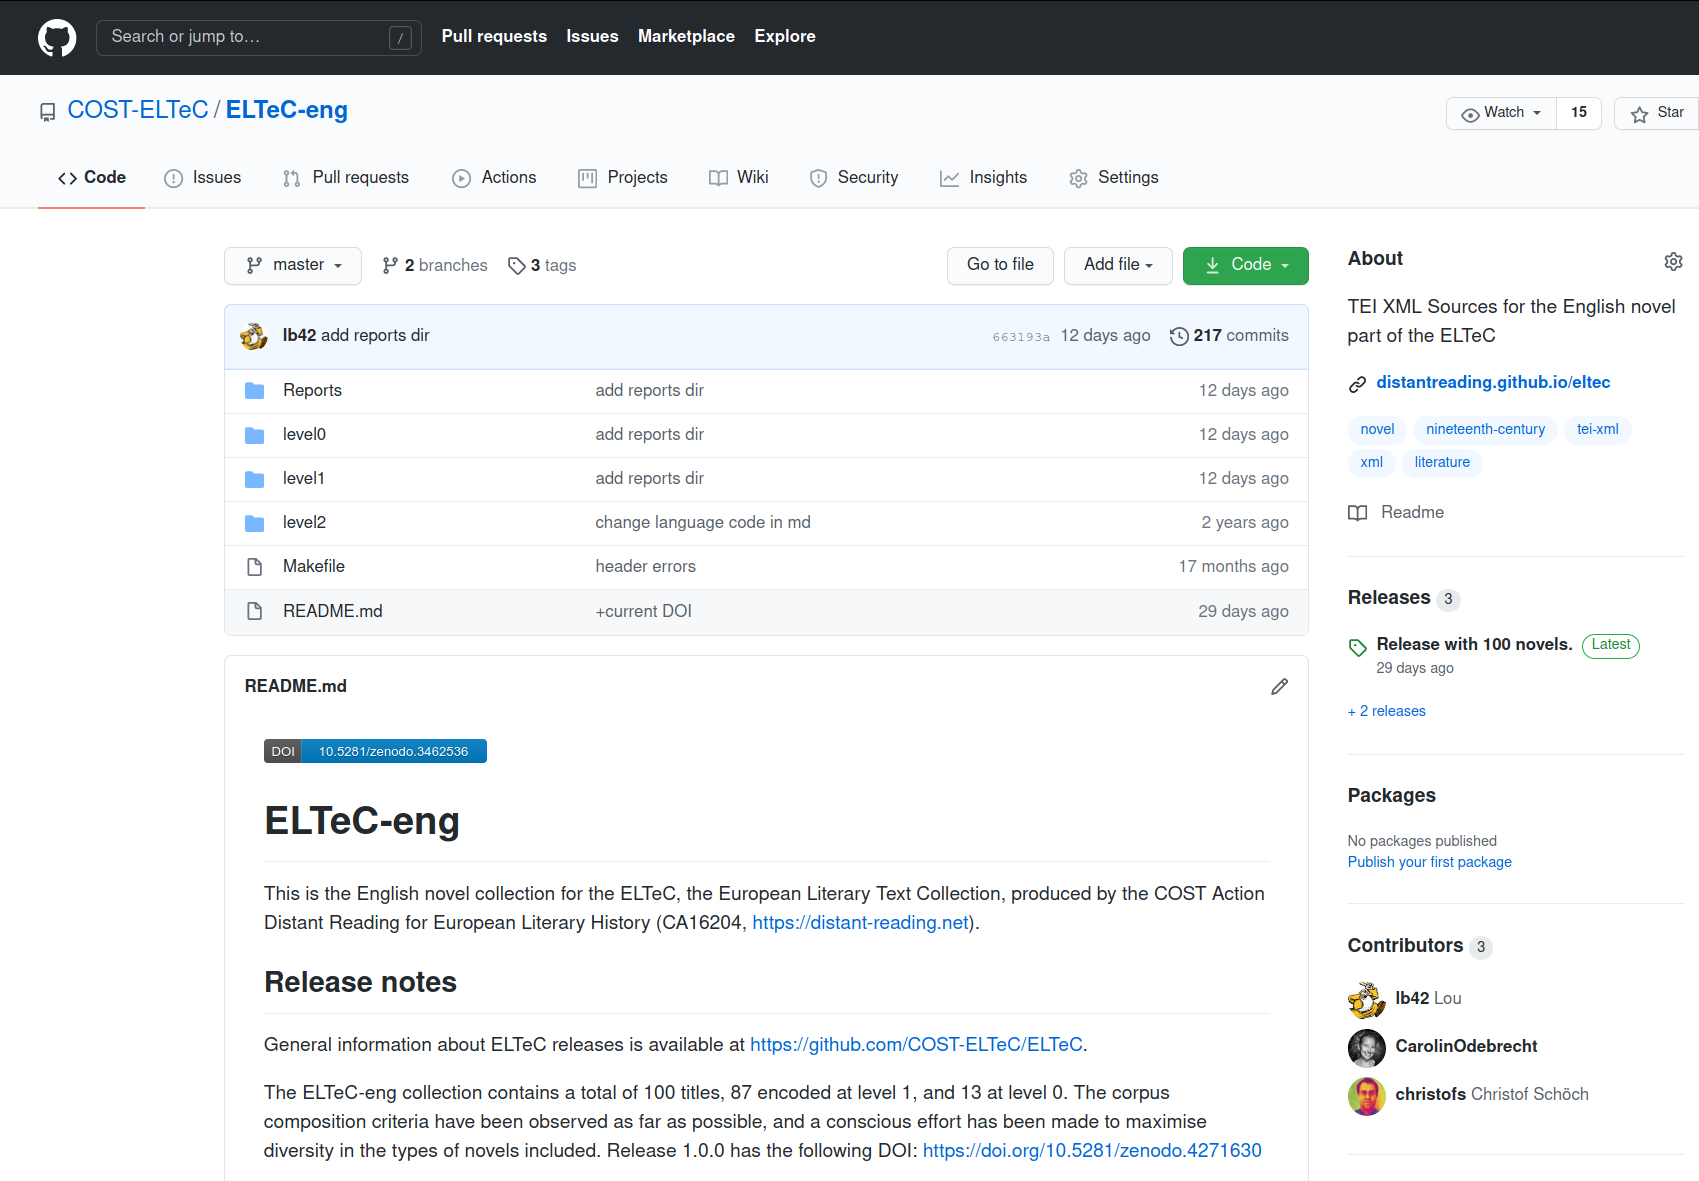 Search or jump to… /
Pull requests Issues Marketplace Explore
COST-ELTeC / ELTeC-eng
Watch 15 Star
Code Issues Pull requests Actions Projects Wiki Security Insights Settings
master 2 branches 3 tags Go to file Add file Code
lb42 add reports dir 663193a 12 days ago 217 commits
Reports add reports dir 12 days ago
level0 add reports dir 12 days ago
level1 add reports dir 12 days ago
level2 change language code in md 2 years ago
Makefile header errors 17 months ago
README.md +current DOI 29 days ago
README.md
DOI 10.5281/zenodo.3462536
ELTeC-eng
This is the English novel collection for the ELTeC, the European Literary Text Collection, produced by the COST Action
Distant Reading for European Literary History (CA16204, https://distant-reading.net).
Release notes
General information about ELTeC releases is available at https://github.com/COST-ELTeC/ELTeC.
The ELTeC-eng collection contains a total of 100 titles, 87 encoded at level 1, and 13 at level 0. The corpus
composition criteria have been observed as far as possible, and a conscious effort has been made to maximise
diversity in the types of novels included. Release 1.0.0 has the following DOI: https://doi.org/10.5281/zenodo.4271630
About
TEI XML Sources for the English novel
part of the ELTeC
distantreading.github.io/eltec
novel nineteenth-century tei-xml
xml literature
Readme
Releases 3
Release with 100 novels. Latest
29 days ago
+ 2 releases
Packages
No packages published
Publish your first package
Contributors 3
lb42 Lou
CarolinOdebrecht
christofs Christof Schöch